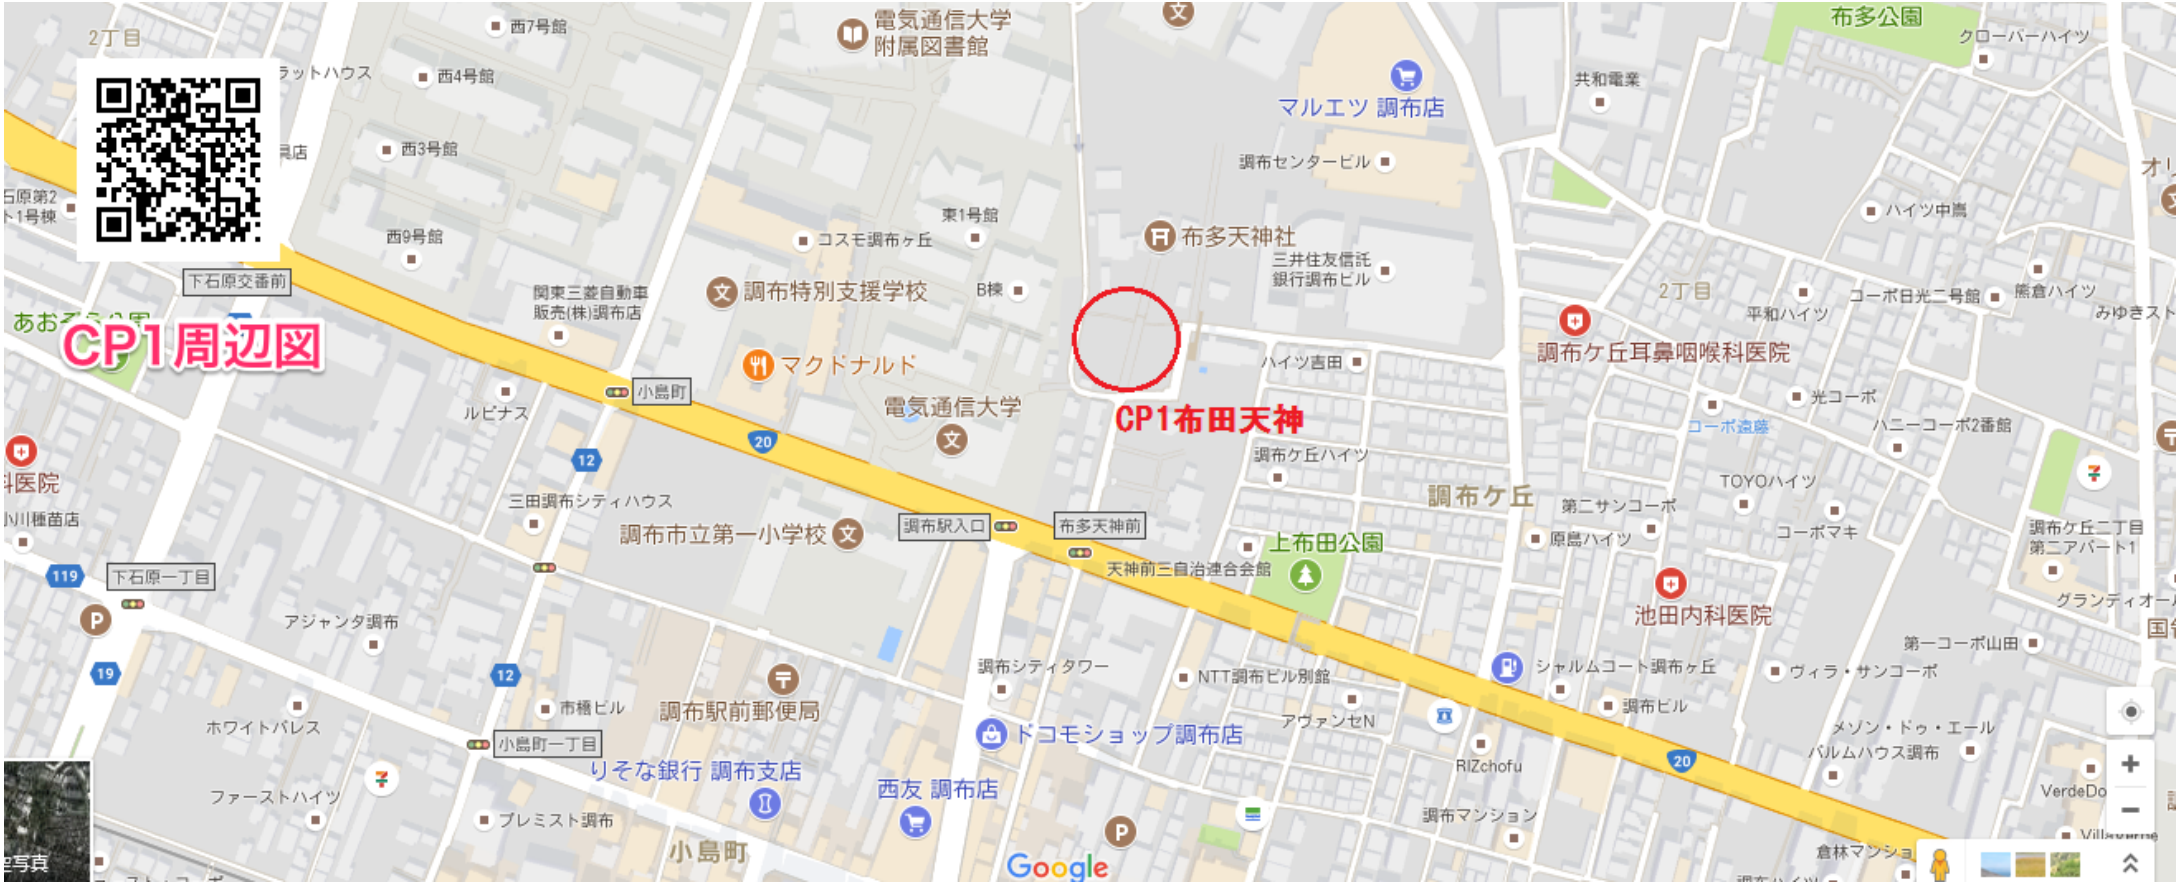 2丁目
西7号館
電気通信大学
附属図書館
布多公園
クローバーハイツ
ラットハウス
西4号館
マルエツ 調布店
共和電業
西3号館
具店
調布センタービル
石原第2
ト1号棟
西9号館
東1号館
コスモ調布ヶ丘
布多天神社
三井住友信託
銀行調布ビル
ハイツ中嶌
下石原交番前
関東三菱自動車
販売(株)調布店
調布特別支援学校
B棟
2丁目
コーポ日光二号館
熊倉ハイツ
平和ハイツ
みゆきスト
CP1周辺図
マクドナルド
ハイツ吉田
調布ケ丘耳鼻咽喉科医院
小島町
ルピナス
電気通信大学
CP1布田天神
光コーポ
コーポ遠藤
ハニーコーポ2番館
20
12
科医院
三田調布シティハウス
調布ケ丘ハイツ
調布ケ丘
TOYOハイツ
第二サンコーポ
コーポマキ
小川種苗店
調布市立第一小学校
調布駅入口
布多天神前
上布田公園
原島ハイツ
調布ケ丘二丁目
第二アパート1
119
下石原一丁目
天神前三自治連合会館
池田内科医院
グランディオー
P
アジャンタ調布
19
12
調布シティタワー
NTT調布ビル別館
シャルムコート調布ヶ丘
第一コーポ山田
ヴィラ・サンコーポ
市橋ビル
調布駅前郵便局
ホワイトパレス
アヴァンセN
調布ビル
ドコモショップ調布店
小島町一丁目
メゾン・ドゥ・エール
パルムハウス調布
RIZchofu
20
りそな銀行 調布支店
西友 調布店
ファーストハイツ
プレミスト調布
調布マンション
VerdeDo
P
小島町
Google
倉林マンショ
空写真